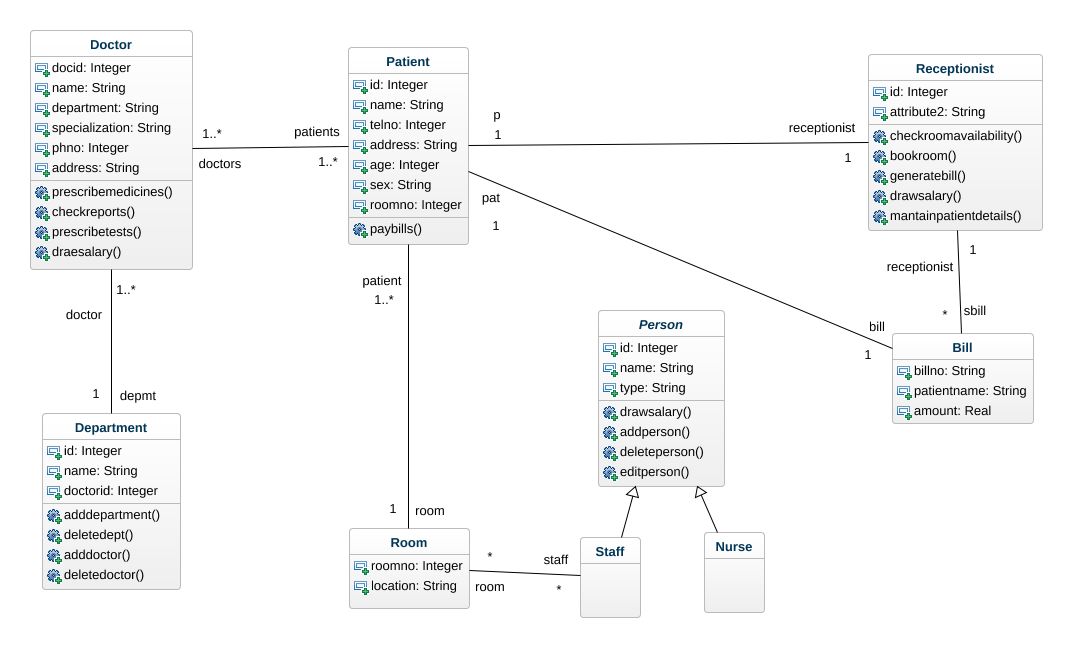 Doctor
docid: Integer
name: String
department: String
specialization: String
phno: Integer
address: String
prescribemedicines()
checkreports()
prescribetests()
draesalary()
1..*
doctors
patients
1..*
Patient
id: Integer
name: String
telno: Integer
address: String
age: Integer
sex: String
roomno: Integer
paybills()
p
1
receptionist
1
Receptionist
id: Integer
attribute2: String
checkroomavailability()
bookroom()
generatebill()
drawsalary()
mantainpatientdetails()
pat
1
1
receptionist
* sbill
bill
1
Bill
billno: String
patientname: String
amount: Real
1..*
doctor
1 depmt
Department
id: Integer
name: String
doctorid: Integer
adddepartment()
deletedept()
adddoctor()
deletedoctor()
patient
1..*
1 room
Room
roomno: Integer
location: String
*
room
staff
*
Person
id: Integer
name: String
type: String
drawsalary()
addperson()
deleteperson()
editperson()
Staff
Nurse